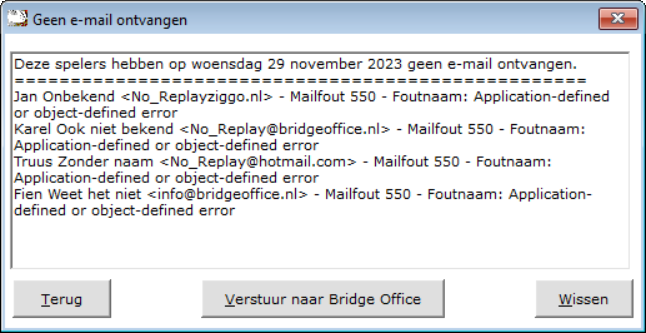 Geen e-mail ontvangen
Deze spelers hebben op woensdag 29 november 2023 geen e-mail ontvangen.
===================================================
Jan Onbekend <No_Replayziggo.nl> - Mailfout 550 - Foutnaam: Application-defined
or object-defined error
Karel Ook niet bekend <No_Replay@bridgeoffice.nl> - Mailfout 550 - Foutnaam:
Application-defined or object-defined error
Truus Zonder naam <No_Replay@hotmail.com> - Mailfout 550 - Foutnaam:
Application-defined or object-defined error
Fien Weet het niet <info@bridgeoffice.nl> - Mailfout 550 - Foutnaam: Application-
defined or object-defined error
Terug Verstuur naar Bridge Office Wissen